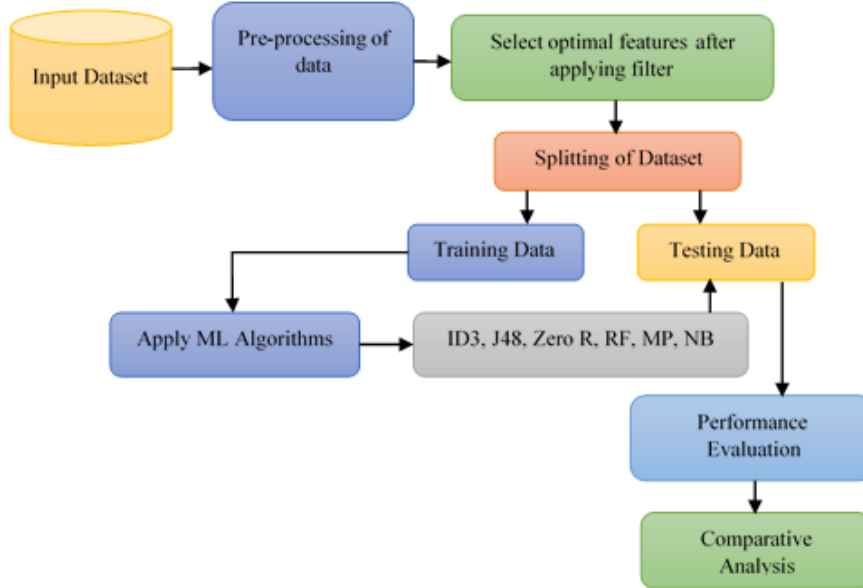 Input Dataset
Pre-processing of
data
Select optimal features after
applying filter
Splitting of Dataset
Training Data
Testing Data
Apply ML Algorithms
ID3, J48, Zero R, RF, MP, NB
Performance
Evaluation
Comparative
Analysis